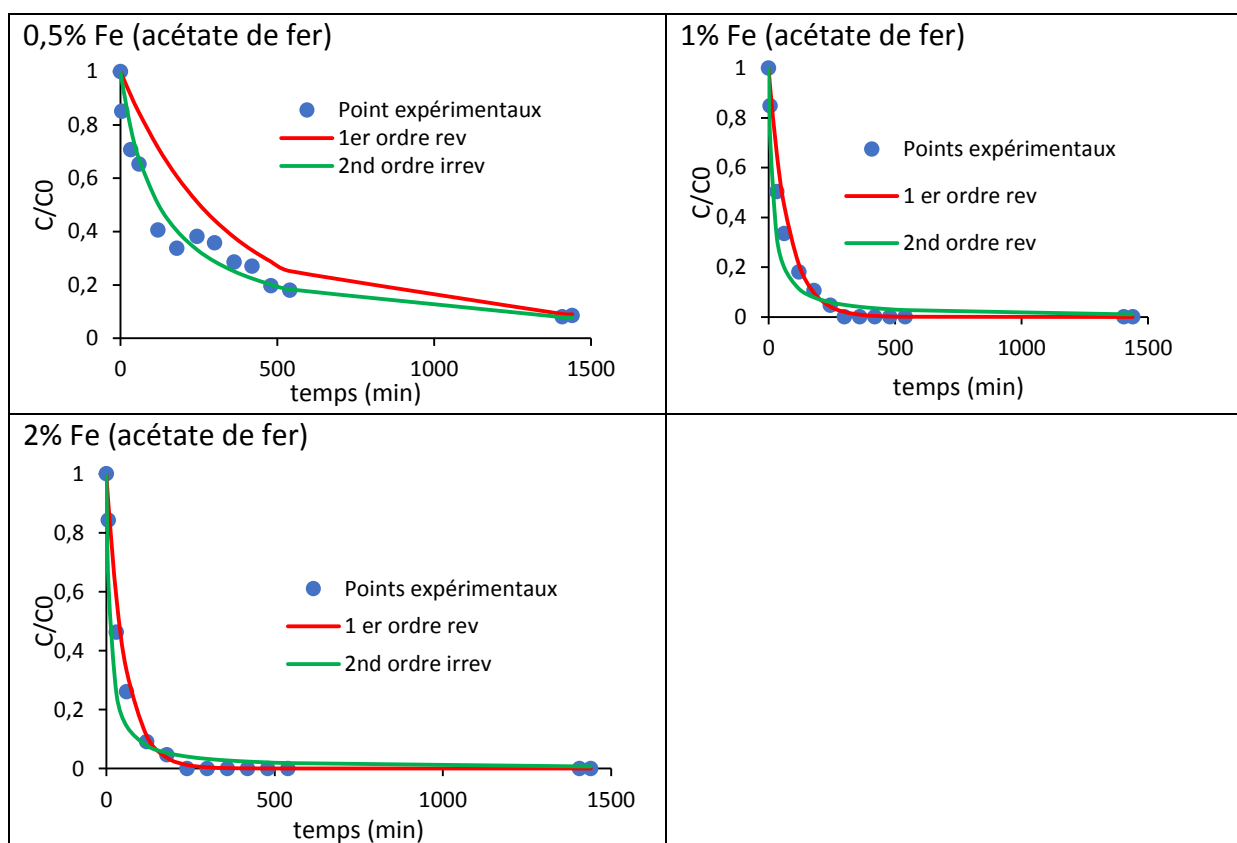 0,5% Fe (acétate de fer)
1
0,8
0,6
0,4
0,2
0
C/C0
Point expérimentaux
1er ordre rev
2nd ordre irrev
0
500
1000
1500
temps (min)
1% Fe (acétate de fer)
1
0,8
0,6
0,4
0,2
0
C/C0
Points expérimentaux
1 er ordre rev
2nd ordre rev
0
500
1000
1500
temps (min)
2% Fe (acétate de fer)
1
0,8
0,6
0,4
0,2
0
C/C0
Points expérimentaux
1 er ordre rev
2nd ordre irrev
0
500
1000
1500
temps (min)